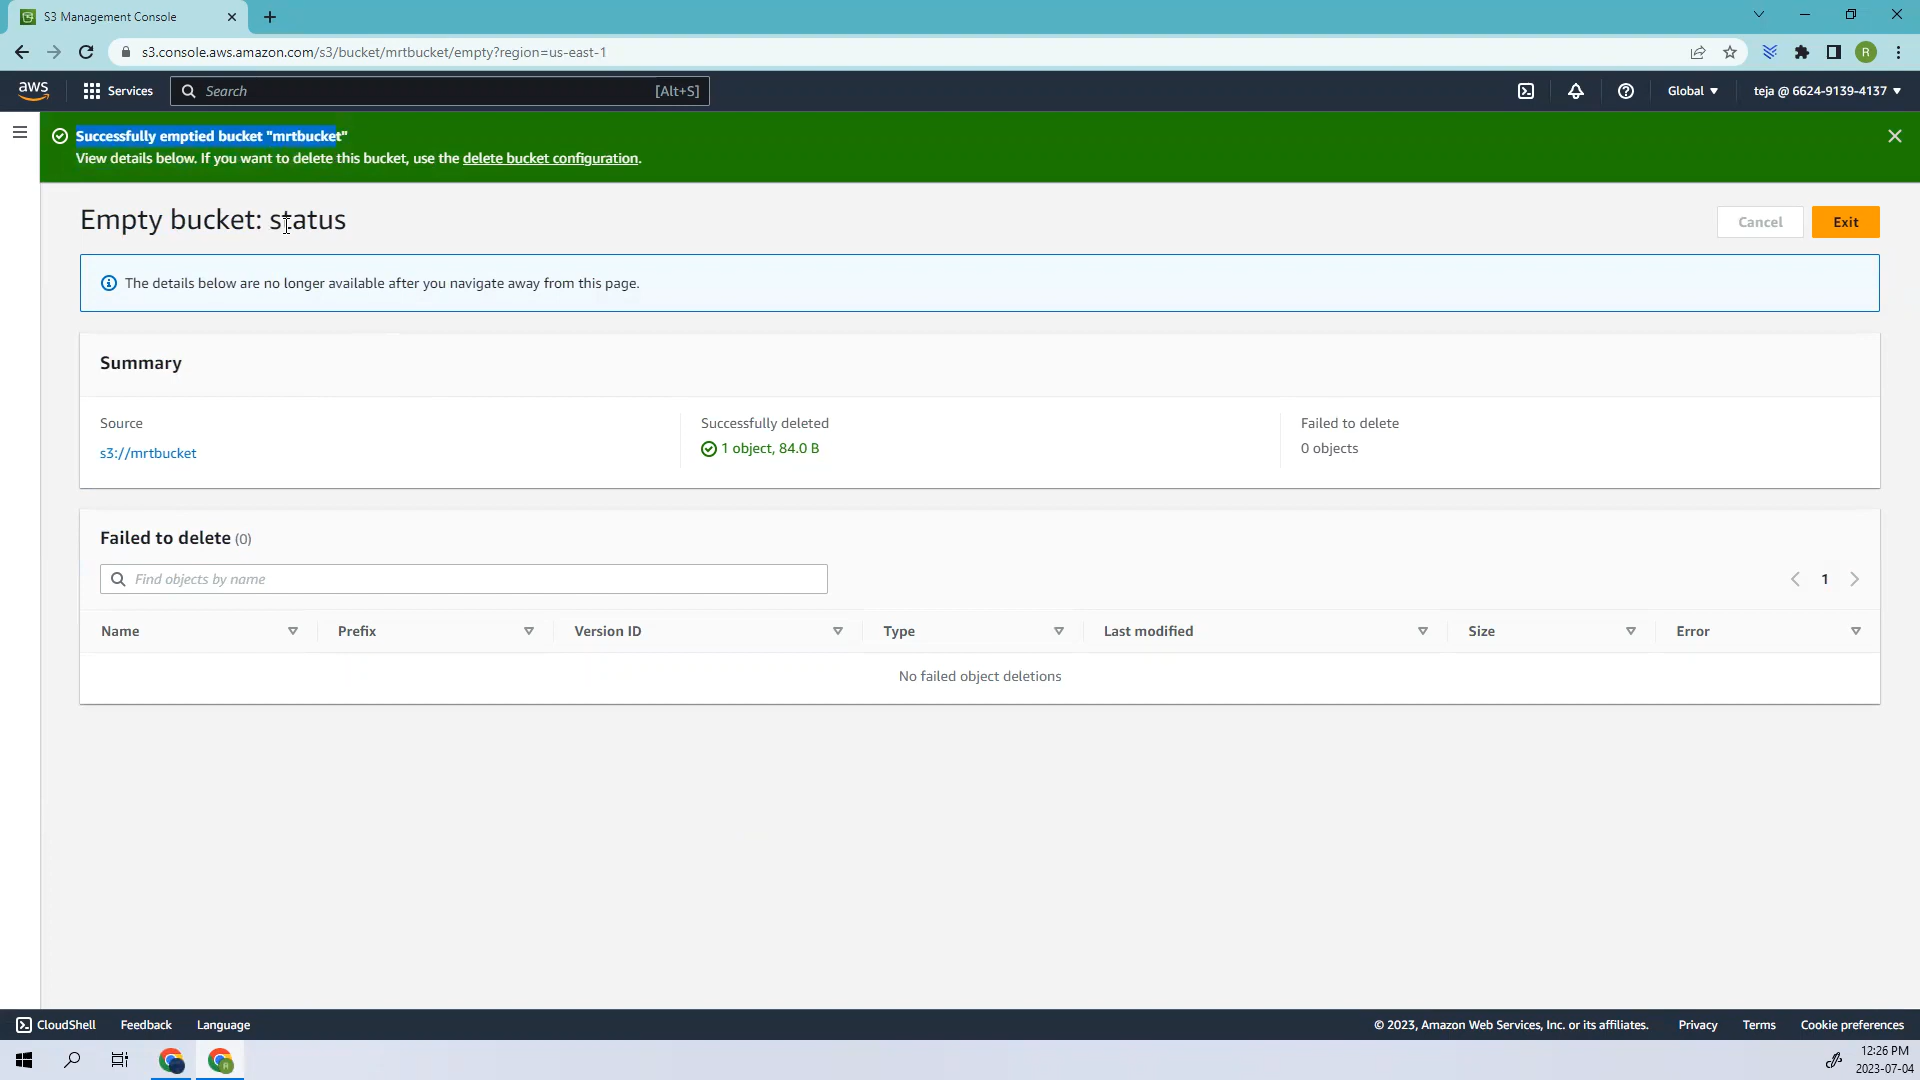 S3 Management Console
s3.console.aws.amazon.com/s3/bucket/mrtbucket/empty?region=us-east-1
R
aws
Services
Search
[Alt+S]
Global
teja @ 6624-9139-4137
Successfully emptied bucket "mrtbucket"
View details below. If you want to delete this bucket, use the delete bucket configuration.
Empty bucket: status
Cancel
Exit
The details below are no longer available after you navigate away from this page.
Summary
Source
s3://mrtbucket
Successfully deleted
1 object, 84.0 B
Failed to delete
0 objects
Failed to delete (0)
Find objects by name
1
Name
Prefix
Version ID
Type
Last modified
Size
Error
No failed object deletions
CloudShell
Feedback
Language
© 2023, Amazon Web Services, Inc. or its affiliates.
Privacy
Terms
Cookie preferences
12:26 PM
2023-07-04